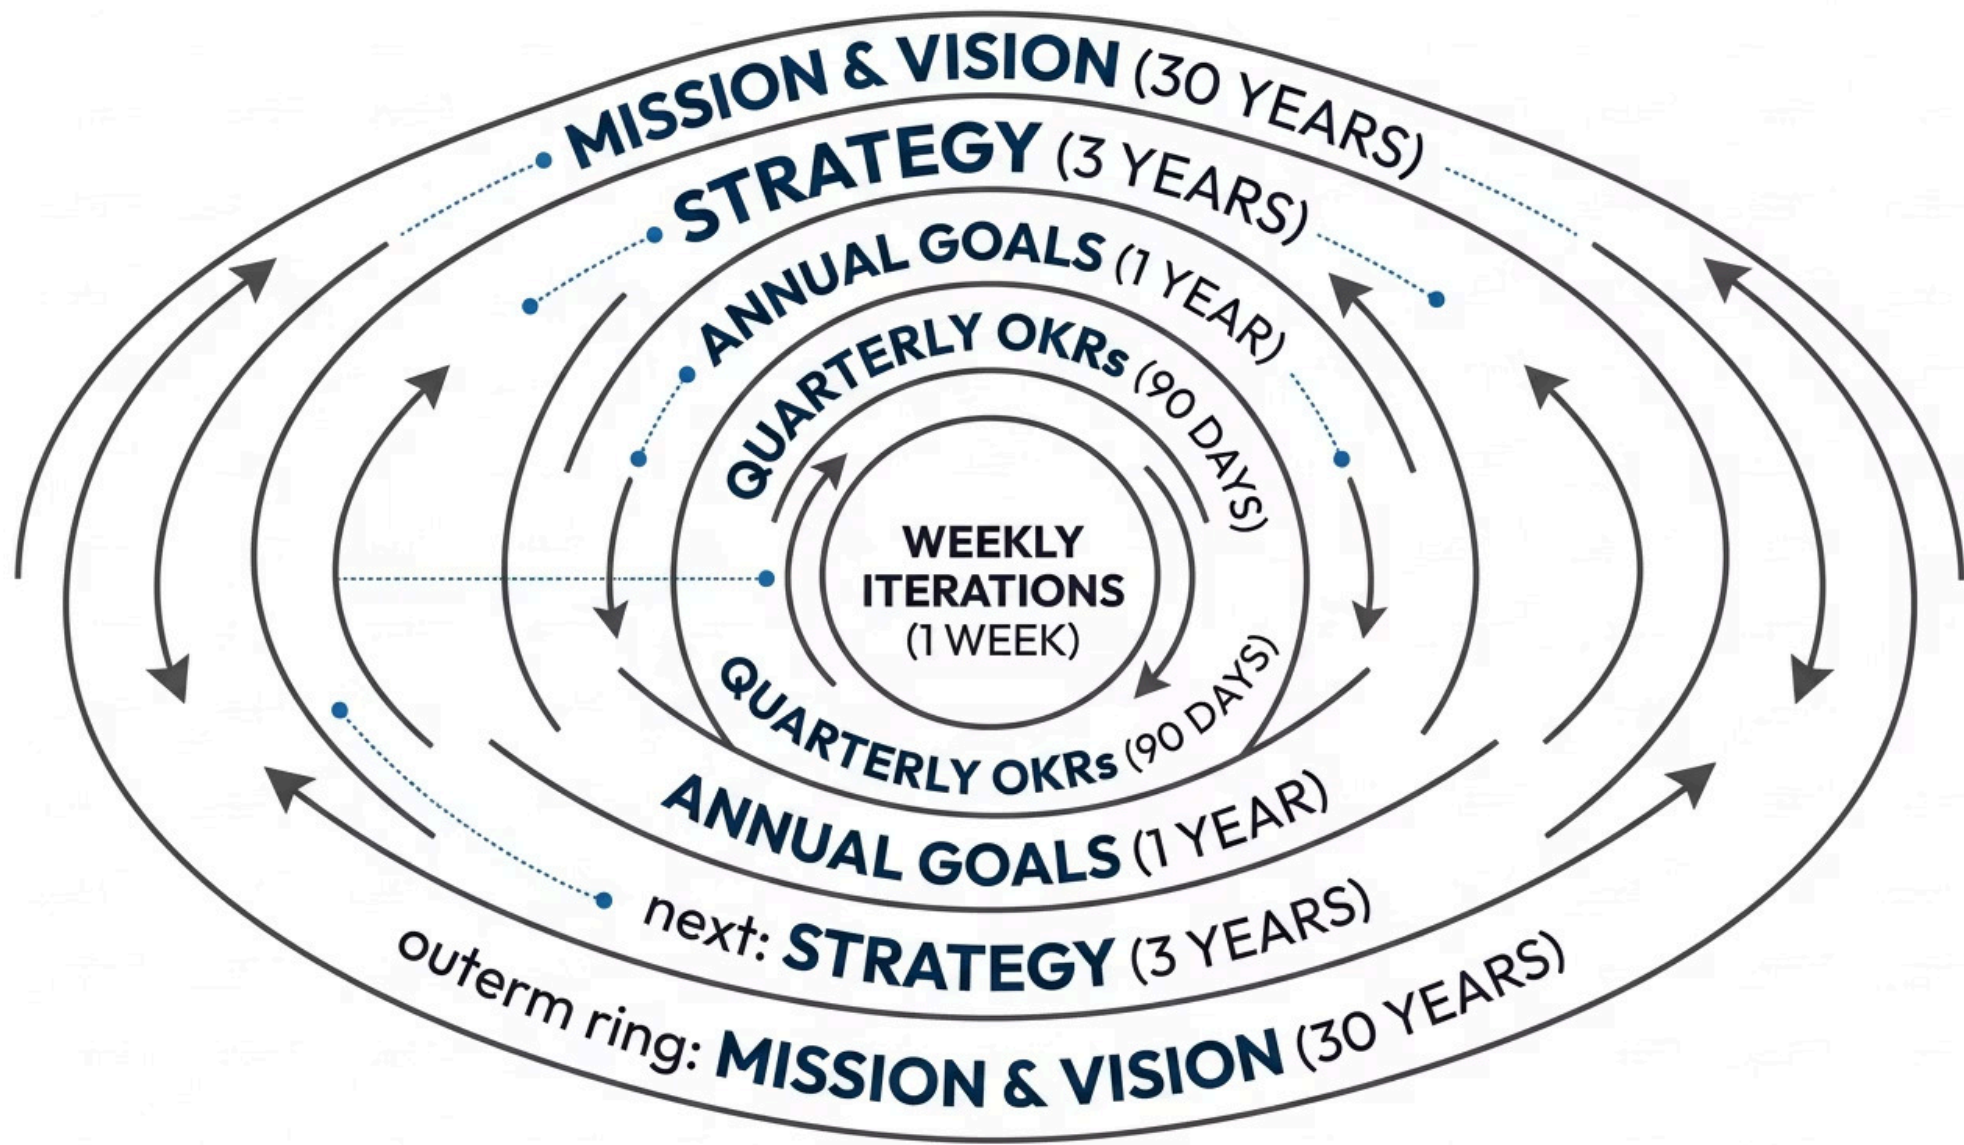 MISSION & VISION (30 YEARS)
STRATEGY (3 YEARS)
ANNUAL GOALS (1 YEAR)
QUARTERLY OKRs (90 DAYS)
WEEKLY
ITERATIONS
(1 WEEK)
QUARTERLY OKRs (90 DAYS)
ANNUAL GOALS (1 YEAR)
next: STRATEGY (3 YEARS)
outerm ring: MISSION & VISION (30 YEARS)